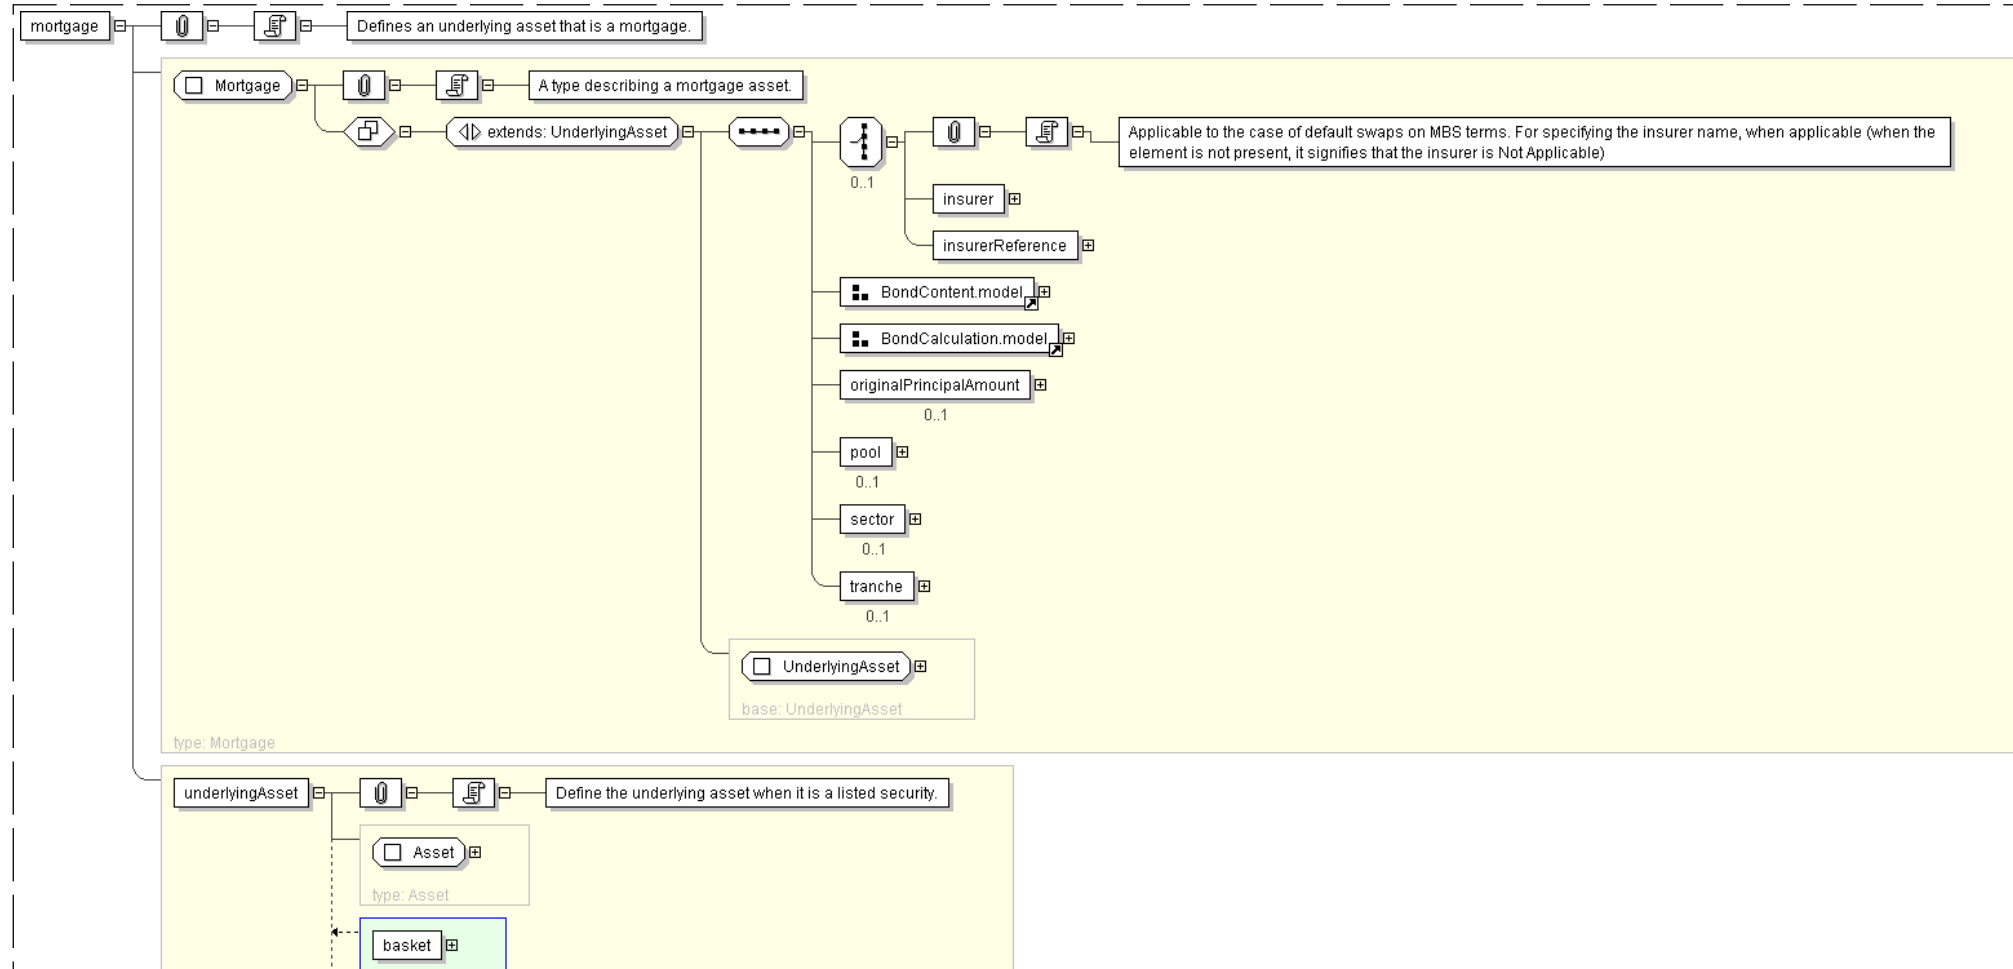 mortgage
Defines an underlying asset that is a mortgage.
Mortgage
A type describing a mortgage asset.
extends: UnderlyingAsset
0..1
Applicable to the case of default swaps on MBS terms. For specifying the insurer name, when applicable (when the
element is not present, it signifies that the insurer is Not Applicable)
insurer
insurerReference
BondContent.model
BondCalculation.model
originalPrincipalAmount
0..1
pool
0..1
sector
0..1
tranche
0..1
UnderlyingAsset
base: UnderlyingAsset
type: Mortgage
underlyingAsset
Define the underlying asset when it is a listed security.
Asset
type: Asset
basket